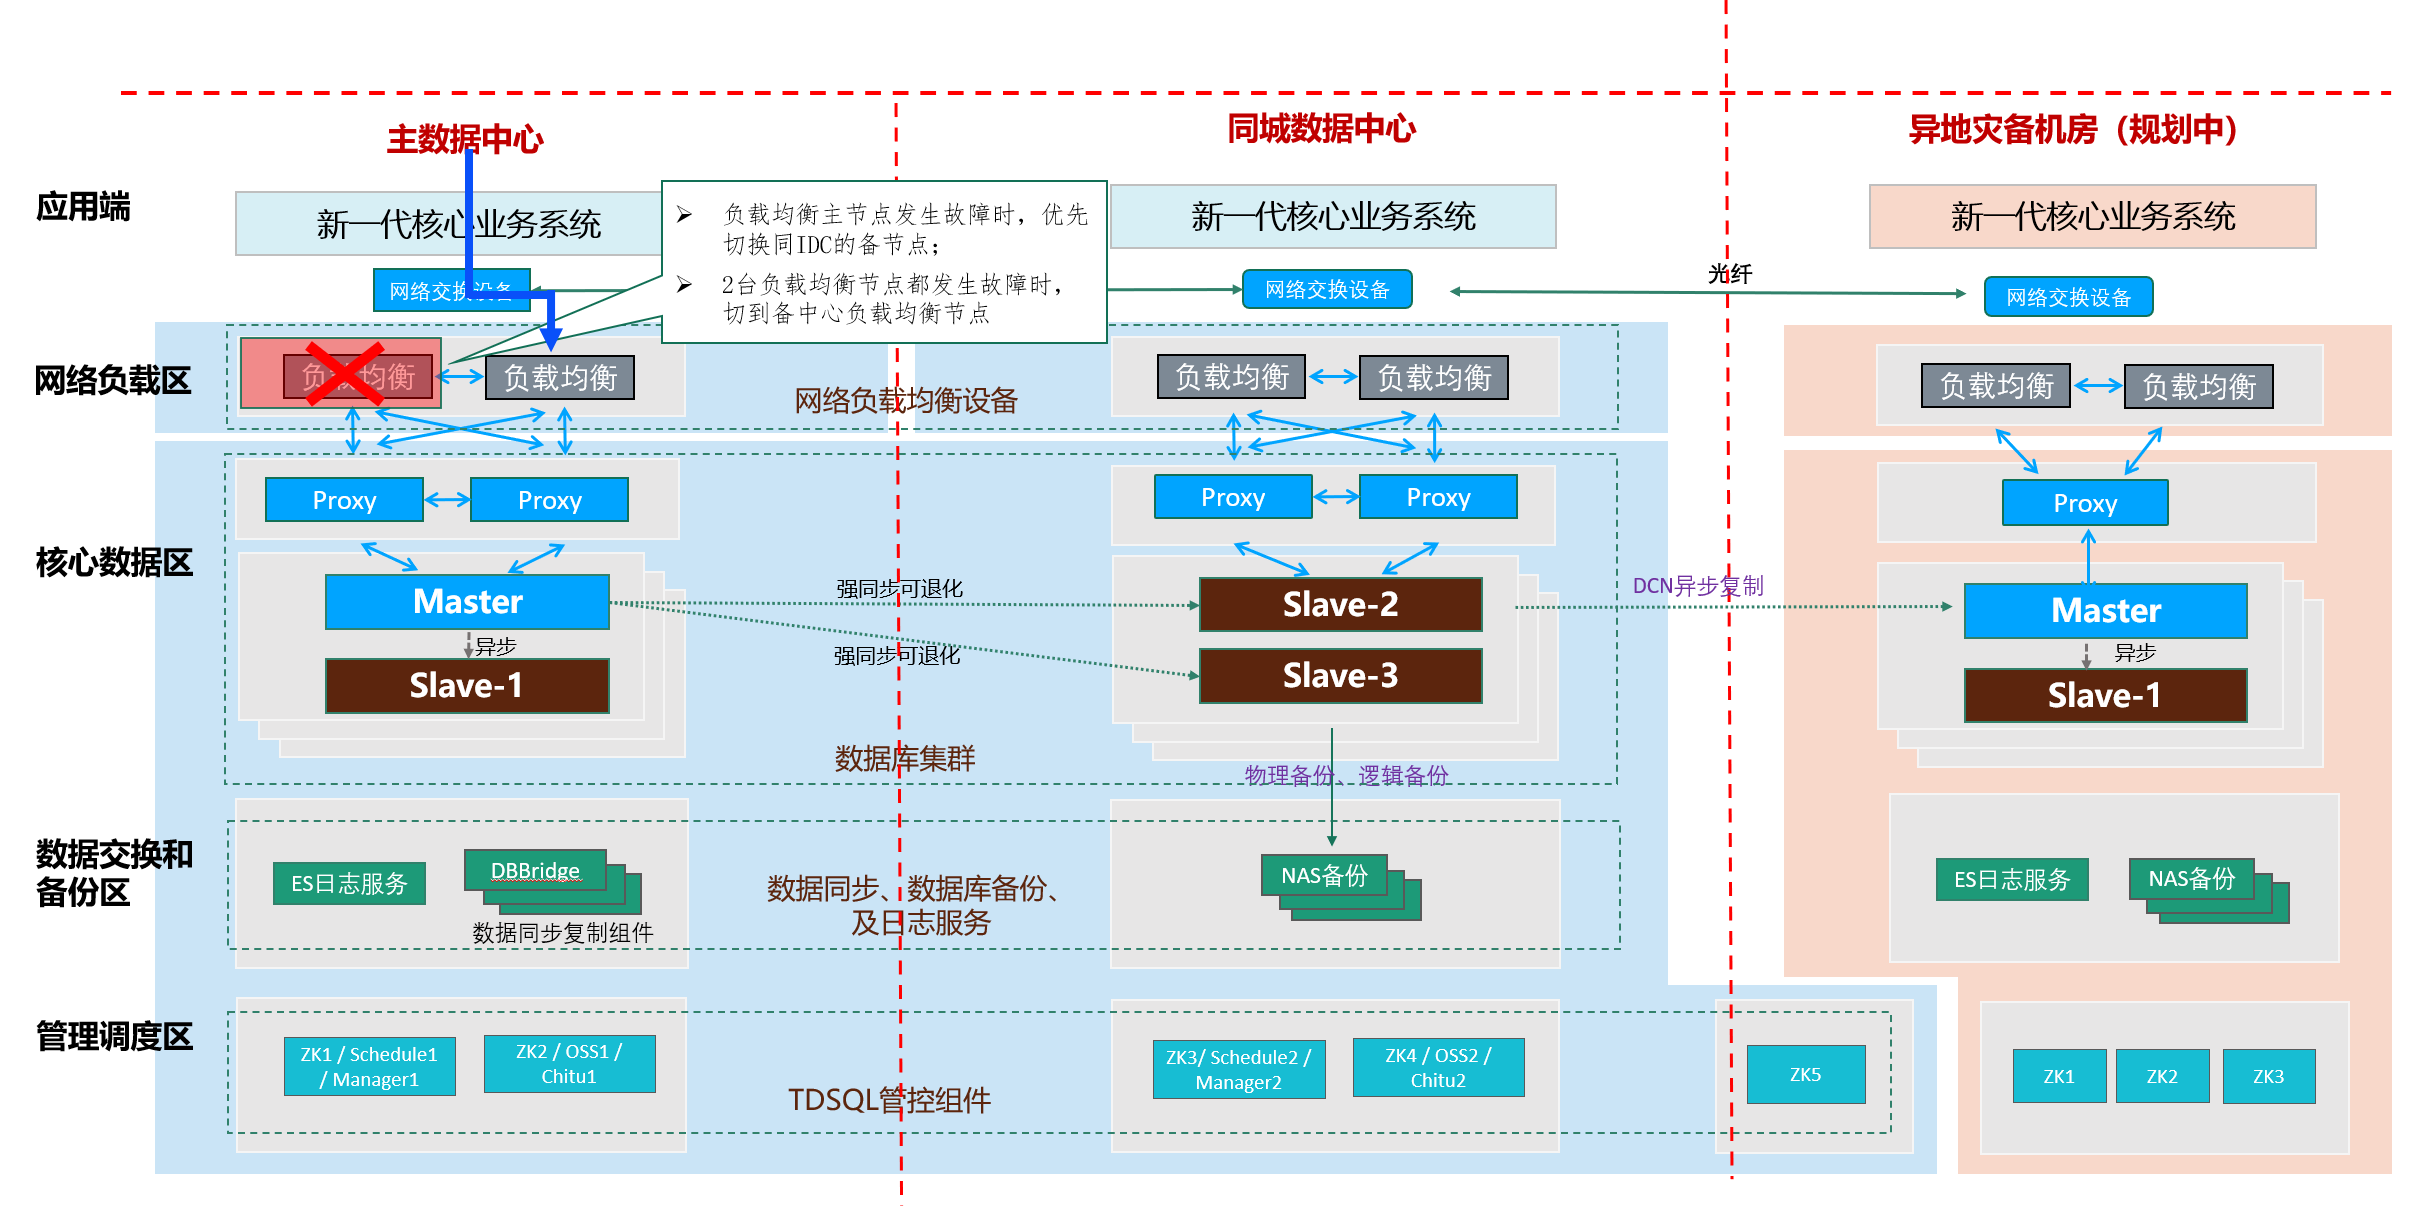 主数据中心
同城数据中心
异地灾备机房（规划中）
应用端
新一代核心业务系统
负载均衡主节点发生故障时，优先
切换同IDC的备节点；
2台负载均衡节点都发生故障时，
切到备中心负载均衡节点
新一代核心业务系统
新一代核心业务系统
网络交换设备
网络交换设备
光纤
网络交换设备
网络负载区
负载均衡
负载均衡
网络负载均衡设备
负载均衡
负载均衡
负载均衡
负载均衡
核心数据区
Proxy
Proxy
Proxy
Proxy
Proxy
Master
异步
Slave-1
强同步可退化
强同步可退化
Slave-2
Slave-3
DCN异步复制
Master
异步
Slave-1
数据库集群
物理备份、逻辑备份
数据交换和
备份区
ES日志服务
DBBridge
数据同步复制组件
数据同步、数据库备份、
及日志服务
NAS备份
ES日志服务
NAS备份
管理调度区
ZK1 / Schedule1
/ Manager1
ZK2 / OSS1 /
Chitu1
TDSQL管控组件
ZK3/ Schedule2 /
Manager2
ZK4 / OSS2 /
Chitu2
ZK5
ZK1
ZK2
ZK3